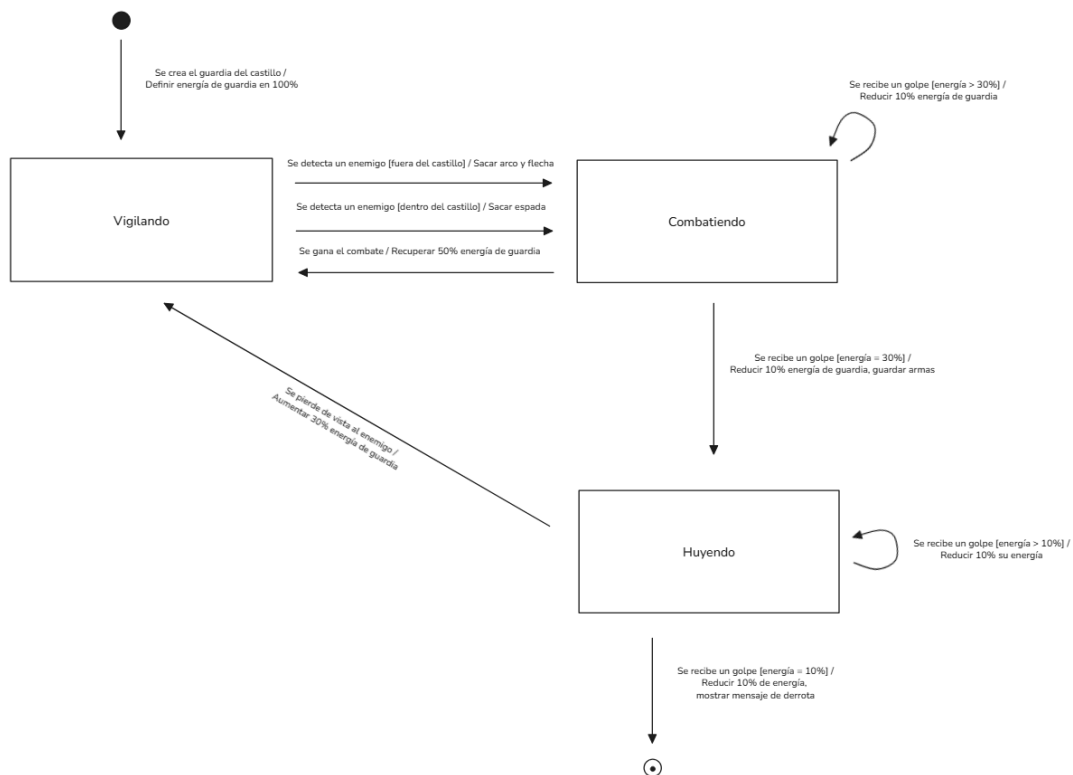 Se crea el guardia del castillo /
Definir energía de guardia en 100%
Se recibe un golpe [energía > 30%] /
Reducir 10% energía de guardia
Se detecta un enemigo [fuera del castillo] / Sacar arco y flecha
Vigilando
Se detecta un enemigo [dentro del castillo] / Sacar espada
Combatiendo
Se gana el combate / Recuperar 50% energía de guardia
Se recibe un golpe [energía = 30%] /
Reducir 10% energía de guardia, guardar armas
Se pierde de vista al enemigo /
Aumentar 30% energía de guardia
Huyendo
Se recibe un golpe [energía > 10%] /
Reducir 10% su energía
Se recibe un golpe [energía = 10%] /
Reducir 10% de energía,
mostrar mensaje de derrota